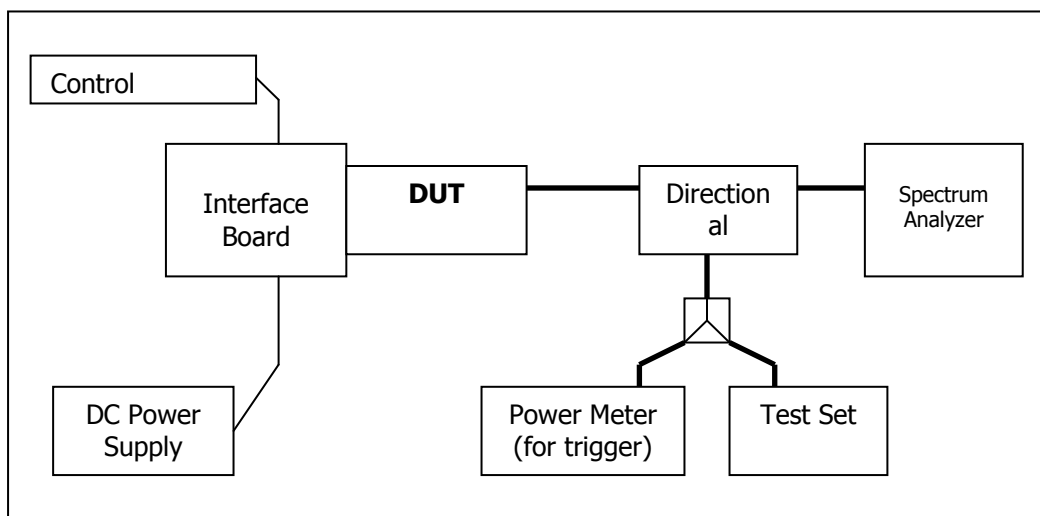 Control
Interface
Board
DUT
Direction
al
Spectrum
Analyzer
DC Power
Supply
Power Meter
(for trigger)
Test Set